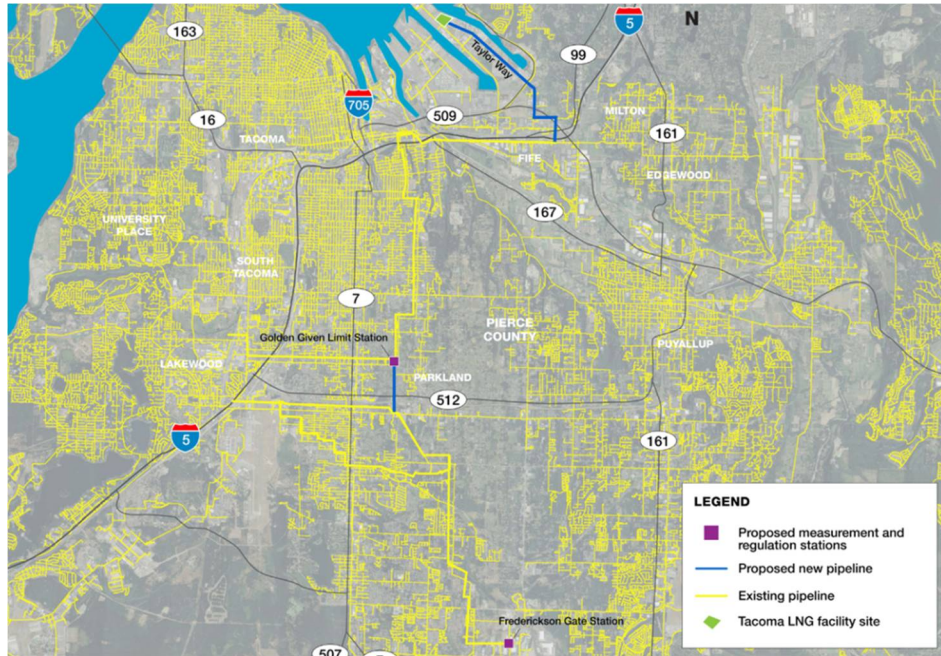 163
5
N
99
Taylor Way
705
16
509
MILTON
161
TACOMA
FIFE
EDGEWOOD
167
UNIVERSITY
PLACE
SOUTH
TACOMA
7
PIERCE
COUNTY
Golden Given Limit Station
PUYALLUP
LAKEWOOD
PARKLAND
512
5
161
LEGEND
Proposed measurement and
regulation stations
Proposed new pipeline
Existing pipeline
Tacoma LNG facility site
Frederickson Gate Station
507